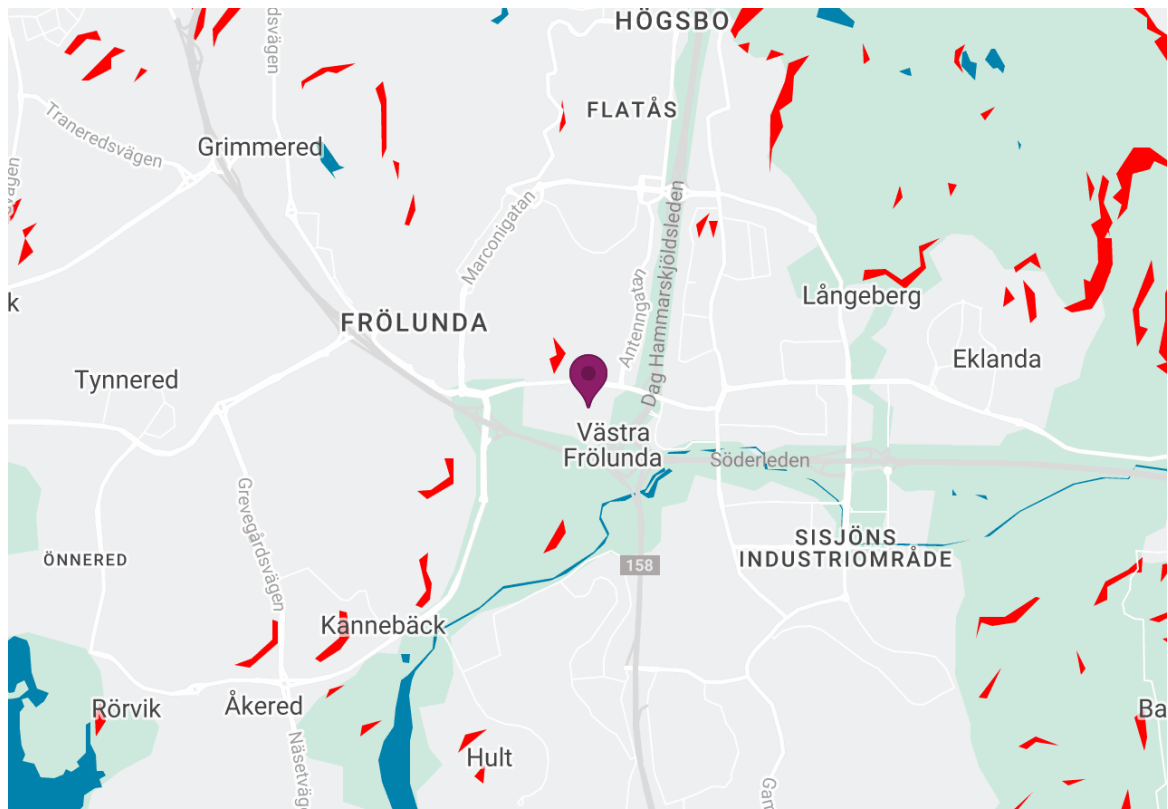 HÖGSBO
FLATÅS
Traneredsvägen
Grimmered
Marconigatan
Dag Hammarskjöldsleden
Antenngatan
Långeberg
FRÖLUNDA
Eklanda
Tynnered
Västra
Frölunda
Söderleden
Grevegårdsvägen
SISJÖNS
INDUSTRIOMRÅDE
ÖNNERED
158
Kannebäck
Rörvik
Åkered
Hult